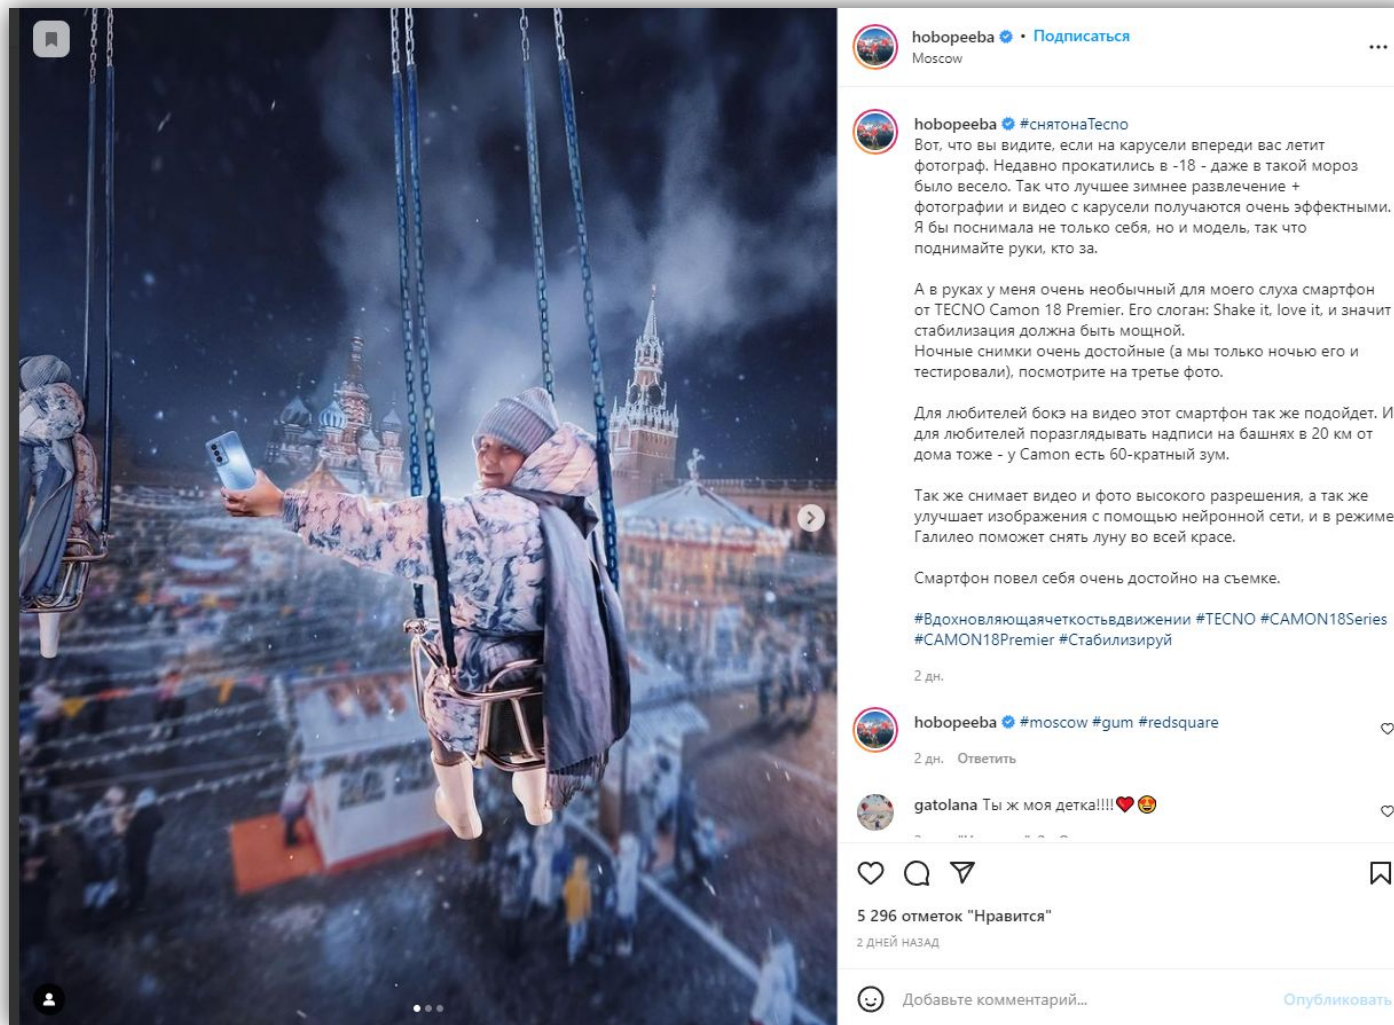 hobopeeba • Подписаться
Moscow
hobopeeba #снятонаTecno
Вот, что вы видите, если на карусели впереди вас летит
фотограф. Недавно прокатились в -18 - даже в такой мороз
было весело. Так что лучшее зимнее развлечение +
фотографии и видео с карусели получаются очень эффектными.
Я бы поснимала не только себя, но и модель, так что
поднимайте руки, кто за.
А в руках у меня очень необычный для моего слуха смартфон
от TECNO Camon 18 Premier. Его слоган: Shake it, love it, и значит
стабилизация должна быть мощной.
Ночные снимки очень достойные (а мы только ночью его и
тестировали), посмотрите на третье фото.
Для любителей бокэ на видео этот смартфон так же подойдет. И
для любителей поразглядывать надписи на башнях в 20 км от
дома тоже - у Camon есть 60-кратный зум.
Так же снимает видео и фото высокого разрешения, а так же
улучшает изображения с помощью нейронной сети, и в режиме
Галилео поможет снять луну во всей красе.
Смартфон повел себя очень достойно на съемке.
#Вдохновляющаячеткостьвдвижении #TECNO #CAMON18Series
#CAMON18Premier #Стабилизируй
2 дн.
hobopeeba #moscow #gum #redsquare
2 дн. Ответить
gatolana Ты ж моя детка!!!!❤️😍
5 296 отметок "Нравится"
2 ДНЕЙ НАЗАД
Добавьте комментарий... Опубликовать